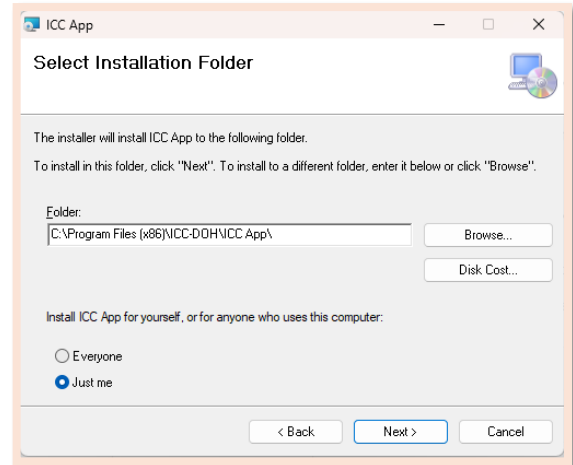 ICC App
Select Installation Folder
The installer will install ICC App to the following folder.
To install in this folder, click "Next". To install to a different folder, enter it below or click "Browse".
Folder:
C:\Program Files (x86)\ICC-DOH\ICC App\
Browse...
Disk Cost...
Install ICC App for yourself, or for anyone who uses this computer:
Everyone
Just me
< Back
Next >
Cancel